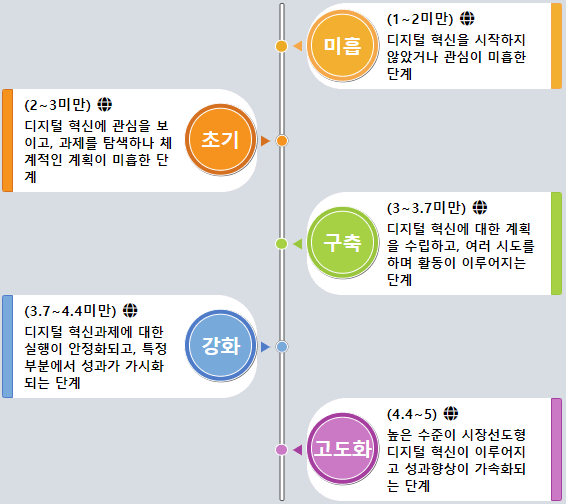 미흡
(1~2미만)
디지털 혁신을 시작하지
않았거나 관심이 미흡한
단계
초기
(2~3미만)
디지털 혁신에 관심을 보
이고, 과제를 탐색하나 체
계적인 계획이 미흡한 단
계
구축
(3~3.7미만)
디지털 혁신에 대한 계획
을 수립하고, 여러 시도를
하며 활동이 이루어지는
단계
강화
(3.7~4.4미만)
디지털 혁신과제에 대한
실행이 안정화되고, 특정
부분에서 성과가 가시화
되는 단계
고도화
(4.4~5)
높은 수준이 시장선도형
디지털 혁신이 이루어지
고 성과향상이 가속화되
는 단계